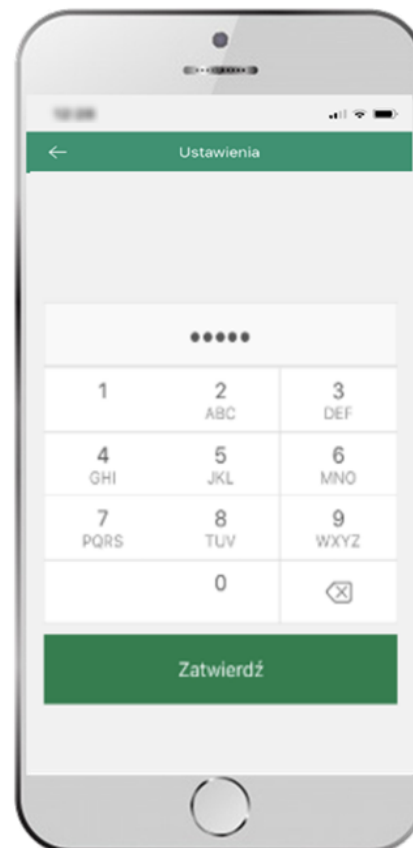 Ustawienia
●●●●●
1 2 3
ABC DEF
4 5 6
GHI JKL MNO
7 8 9
PQRS TUV WXYZ
0
Zatwierdź